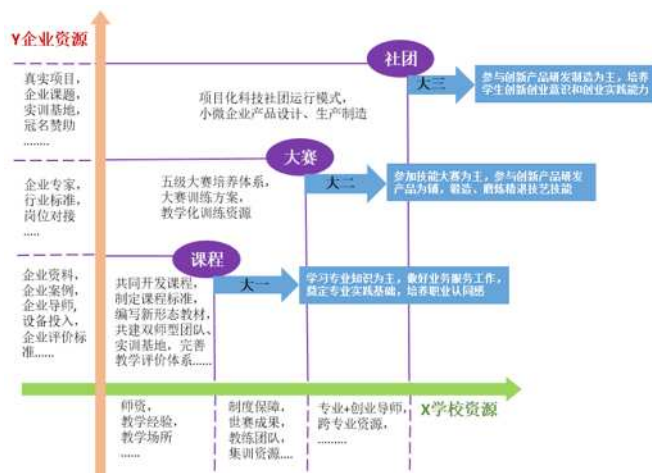 Y企业资源
社团
真实项目，
企业课题，
实训基地，
冠名赞助
........
项目化科技社团运行模式，
小微企业产品设计、生产制造
大三
参与创新产品研发制造为主，培养
学生创新创业意识和创业实践能力
大赛
企业专家，
行业标准，
岗位对接
.....
五级大赛培养体系，
大赛训练方案，
教学化训练资源
大二
参加技能大赛为主，参与创新产品研发
产品为辅，锻造、磨炼精湛技艺技能
课程
企业资料，
企业案例，
企业导师，
设备投入，
企业评价标
准......
共同开发课程，
制定课程标准，
编写新形态教材，
共建双师型团队、
实训基地，完善
教学评价体系......
大一
学习专业知识为主，做好业务服务工作，
奠定专业实践基础，培养职业认同感
X学校资源
师资，
教学经验，
教学场所
......
制度保障，
世赛成果，
教练团队，
集训资源....
专业+创业导师，
跨专业资源，
.........